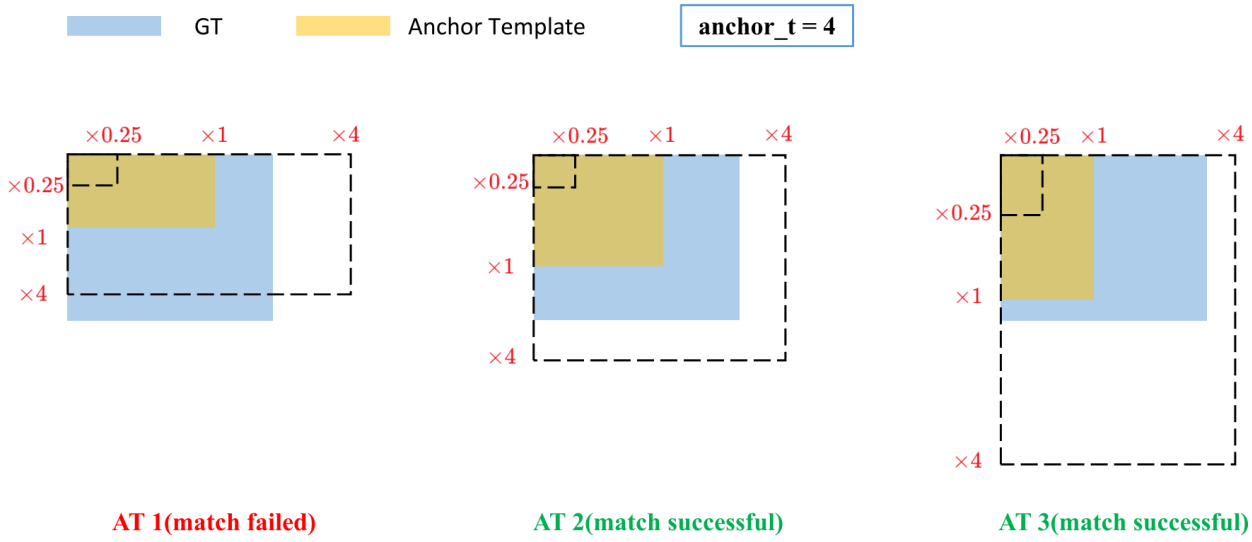 GT
Anchor Template
anchor_t = 4
×0.25 ×1 ×4
×0.25
×1
×4
AT 1(match failed)
×0.25 ×1 ×4
×0.25
×1
×4
AT 2(match successful)
×0.25 ×1 ×4
×0.25
×1
×4
AT 3(match successful)